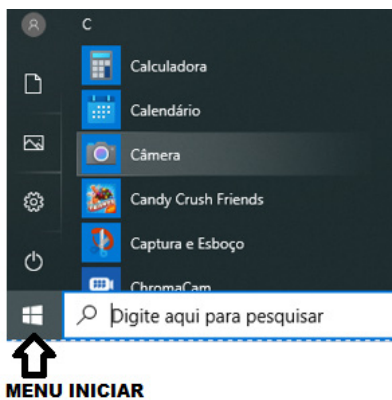 C
Calculadora
Calendário
Câmera
Candy Crush Friends
Captura e Esboço
ChromaCam
Digite aqui para pesquisar
MENU INICIAR